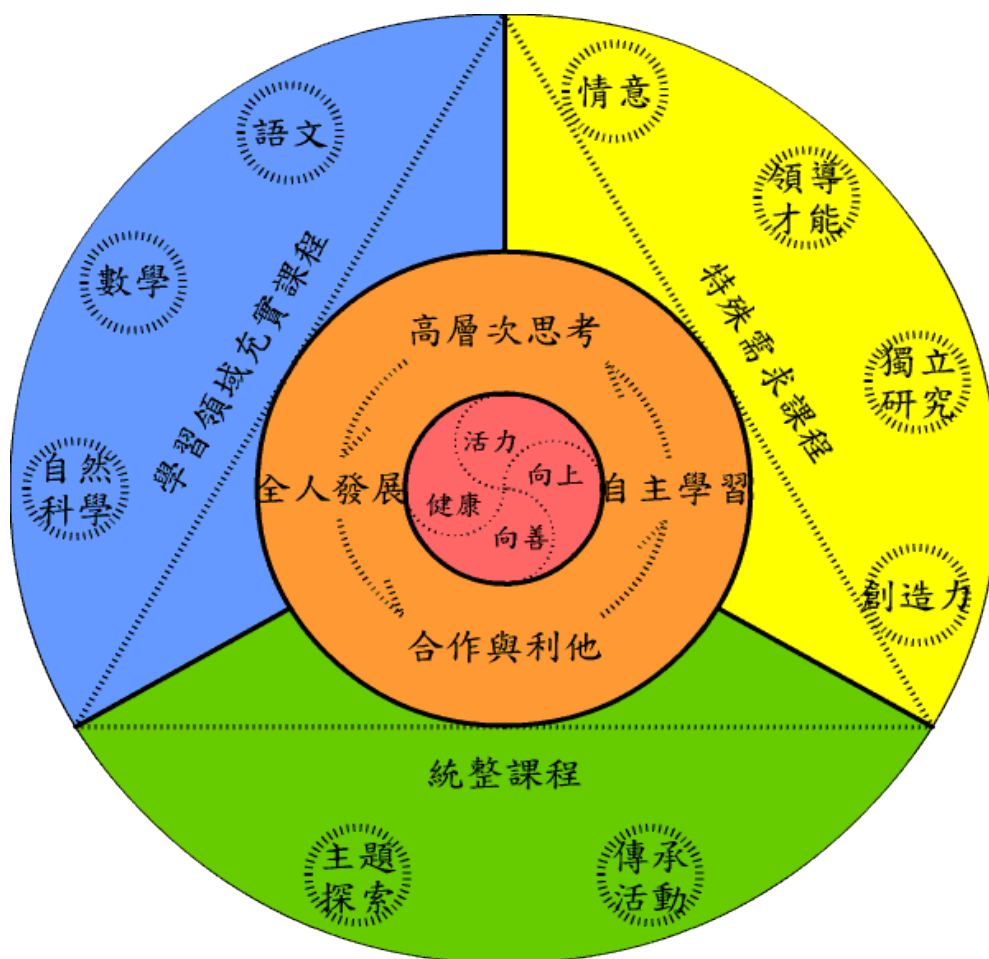 語文
數學
自然
科學
學習領域充實課程
情意
領導
才能
獨立
研究
創造力
特殊需求課程
高層次思考
全人發展
自主學習
合作與利他
活力
向上
健康
向善
統整課程
主題
探索
傳承
活動